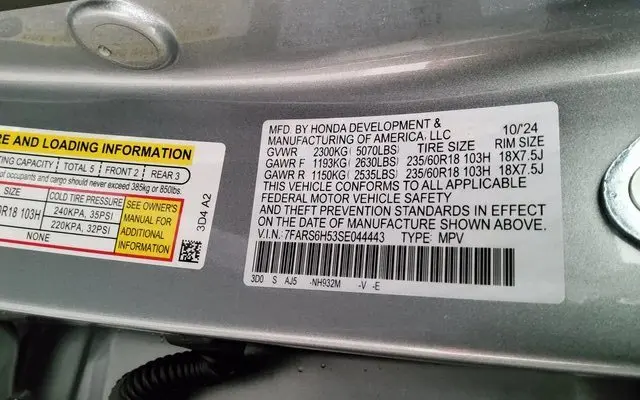 RE AND LOADING INFORMATION
TING CAPACITY TOTAL 5 FRONT 2 REAR 3
of occupants and cargo should never exceed 385kg or 850lbs.
SIZE COLD TIRE PRESSURE
0R18 103H 240KPA, 35PSI
220KPA, 32PSI
NONE
SEE OWNER'S
MANUAL FOR
ADDITIONAL
INFORMATION
3D4 A2
MFD. BY HONDA DEVELOPMENT &
MANUFACTURING OF AMERICA, LLC 10/'24
GVWR 2300KG( 5070LBS) TIRE SIZE RIM SIZE
GAWR F 1193KG( 2630LBS) 235/60R18 103H 18X7.5J
GAWR R 1150KG( 2535LBS) 235/60R18 103H 18X7.5J
THIS VEHICLE CONFORMS TO ALL APPLICABLE
FEDERAL MOTOR VEHICLE SAFETY
AND THEFT PREVENTION STANDARDS IN EFFECT
ON THE DATE OF MANUFACTURE SHOWN ABOVE.
V.I.N.: 7FARS6H53SE044443 TYPE: MPV
3D0 S AJ5 -NH932M -V -E